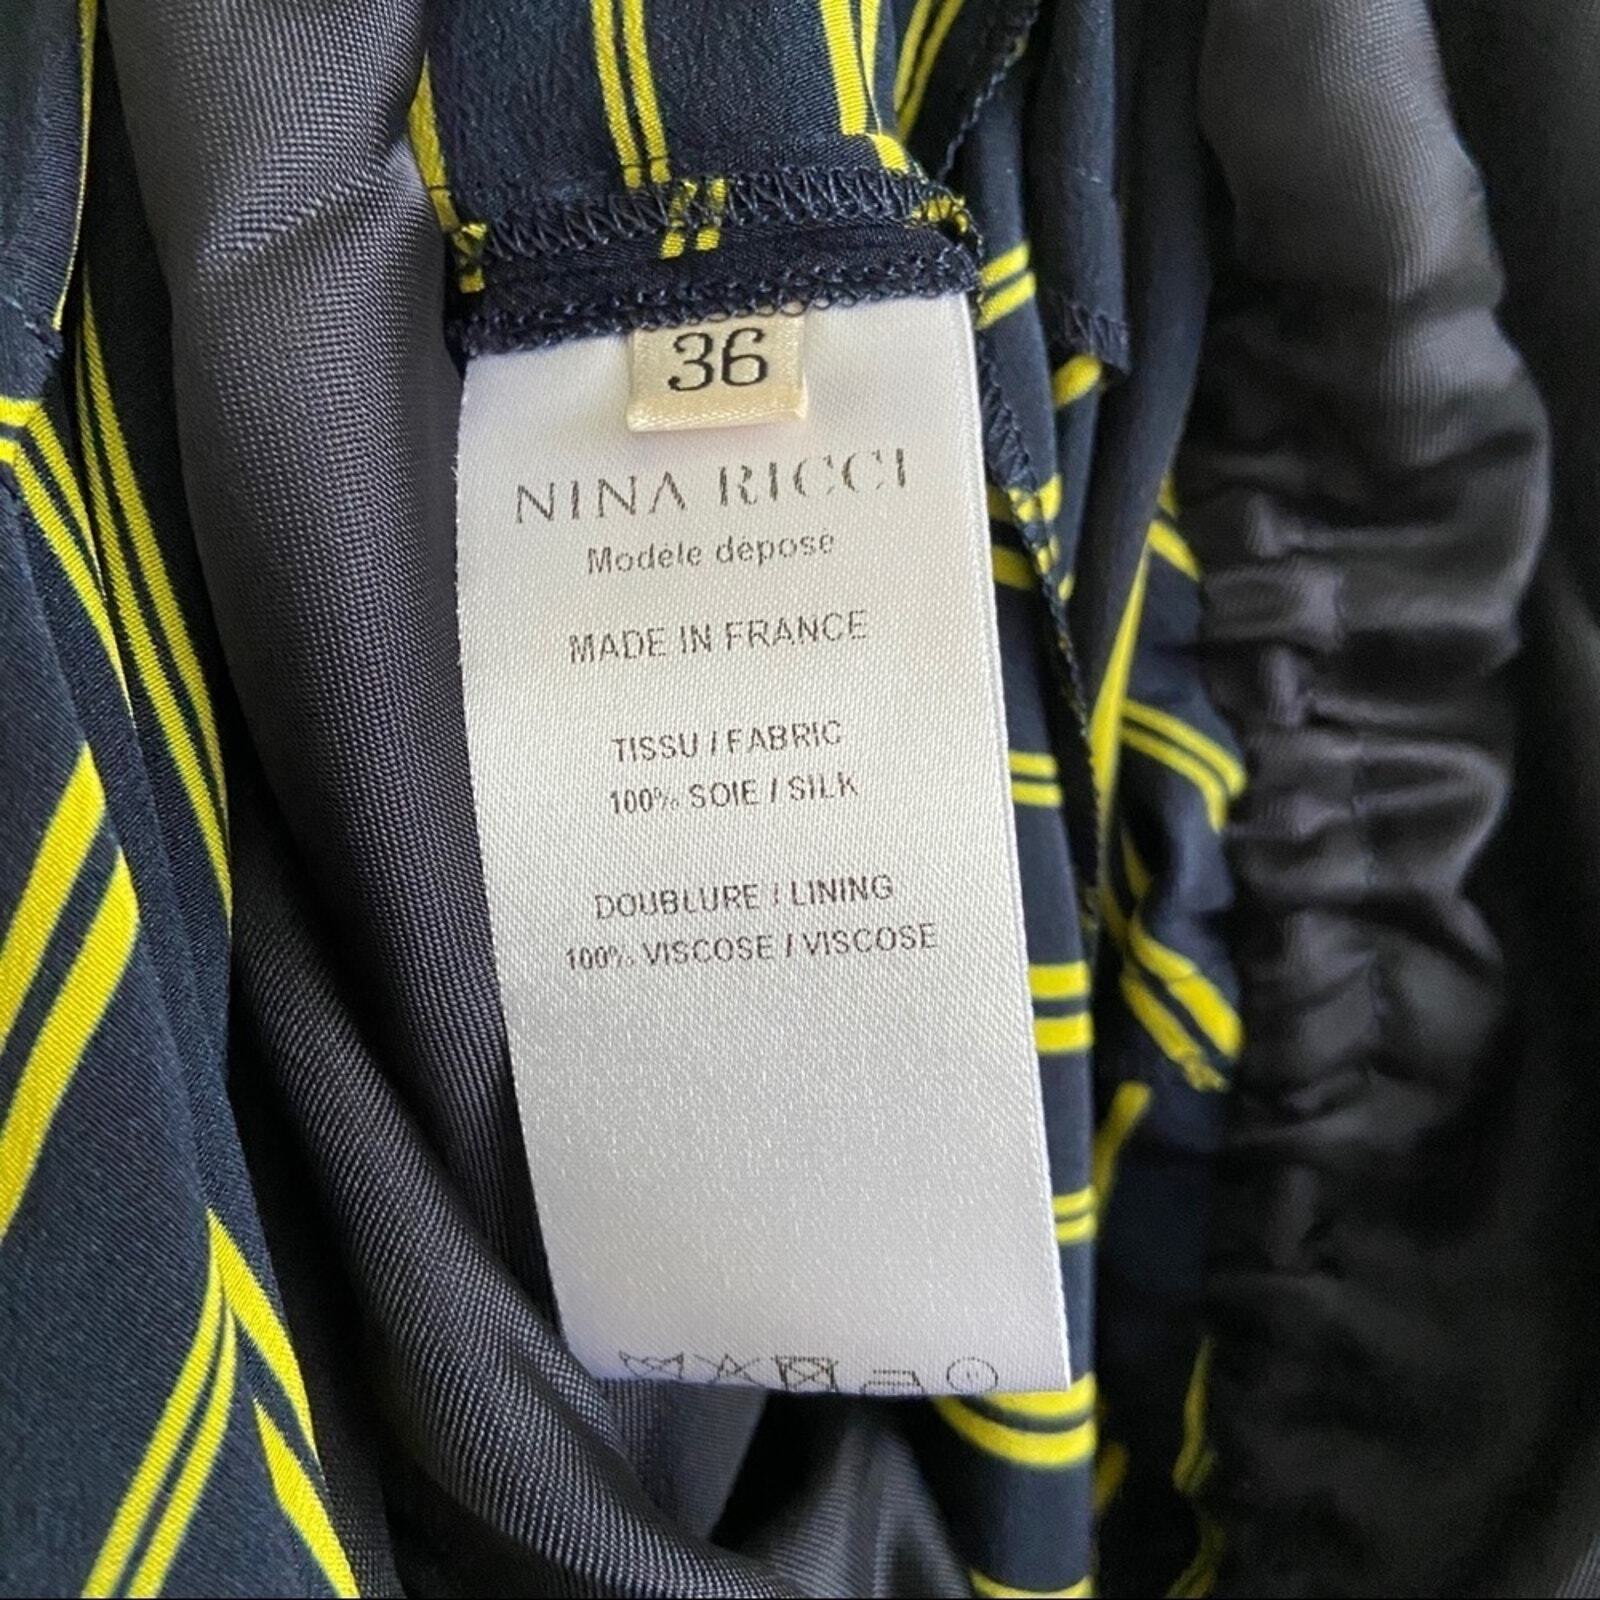 36
NINA RICCI
Modèle déposé
MADE IN FRANCE
TISSU / FABRIC
100% SOIE / SILK
DOUBLURE / LINING
100% VISCOSE / VISCOSE